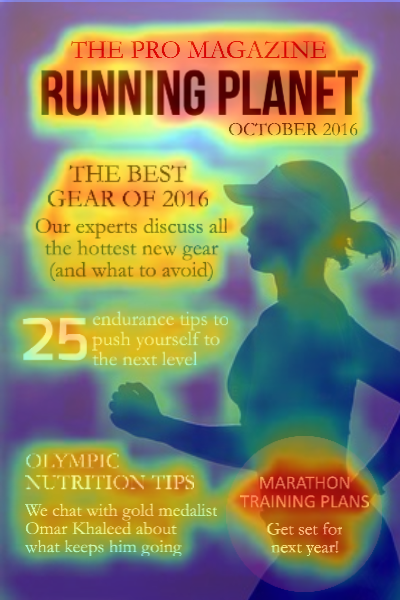 THE PRO MAGAZINE
RUNNING PLANET
OCTOBER 2016
THE BEST
GEAR OF 2016
Our experts discuss all
the hottest new gear
(and what to avoid)
25 endurance tips to
push yourself to
the next level
OLYMPIC
NUTRITION TIPS
We chat with gold medalist
Omar Khaleed about
what keeps him going
MARATHON
TRAINING PLANS
Get set for
next year!